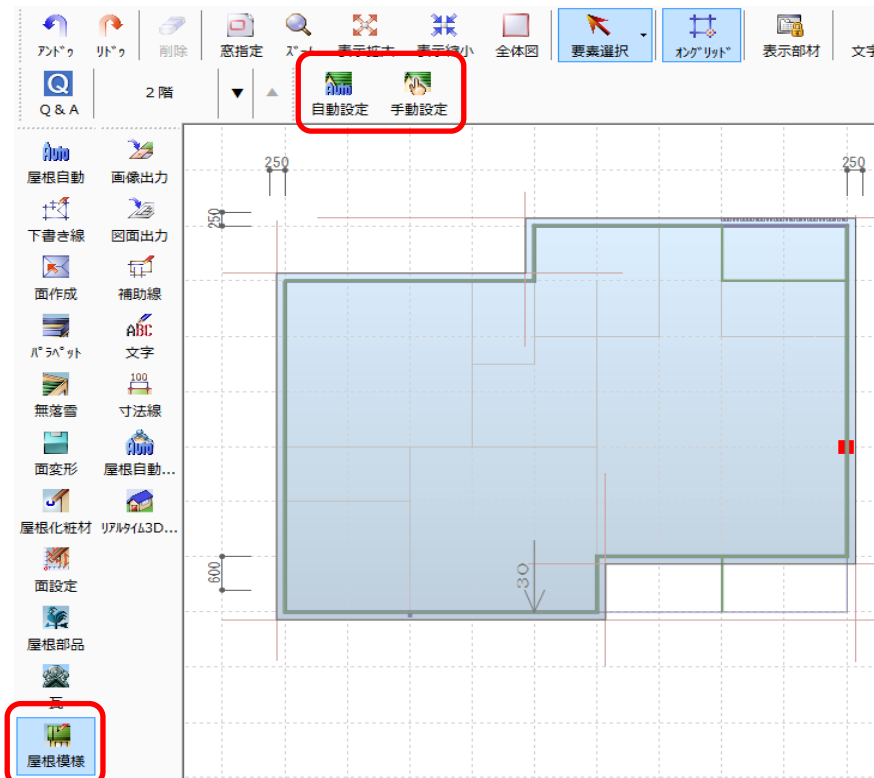 ｱﾝﾄﾞｩ ﾘﾄﾞｩ 削除 窓指定 ｽﾞｰﾑ 表示拡大 表示縮小 全体図 要素選択 ｵﾝｸﾞﾘｯﾄﾞ 表示部材 文字
Q & A 2 階 ▼ ▲ 自動設定 手動設定
屋根自動 画像出力
下書き線 図面出力
面作成 補助線
ﾊﾟﾗﾍﾟｯﾄ 文字
無落雪 寸法線
面変形 屋根自動...
屋根化粧材 ﾘｱﾙﾀｲﾑ3D...
面設定
屋根部品
瓦
屋根模様
250
250
250
600
30